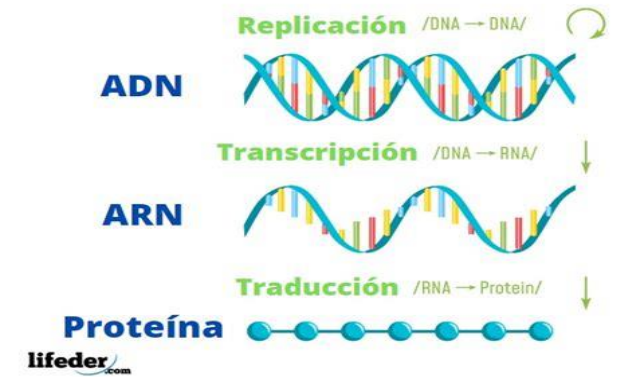 Replicación /DNA → DNA/
ADN
Transcripción /DNA → RNA/
ARN
Traducción /RNA → Protein/
Proteína
lifeder.com